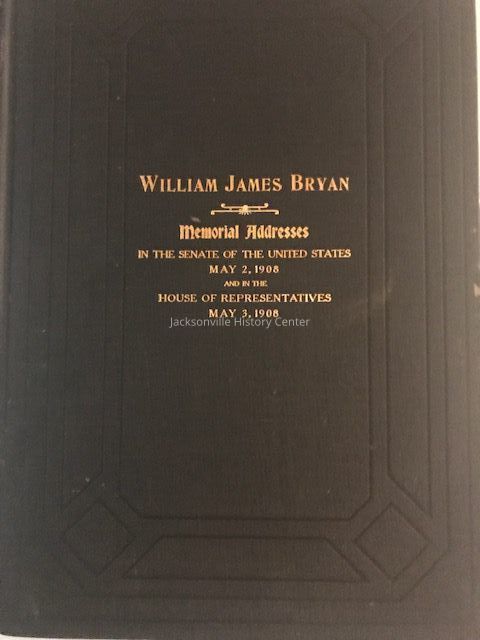 WILLIAM JAMES BRYAN
Memorial Addresses
IN THE SENATE OF THE UNITED STATES
MAY 2, 1908
AND IN THE
HOUSE OF REPRESENTATIVES
MAY 3, 1908
Jacksonville History Center